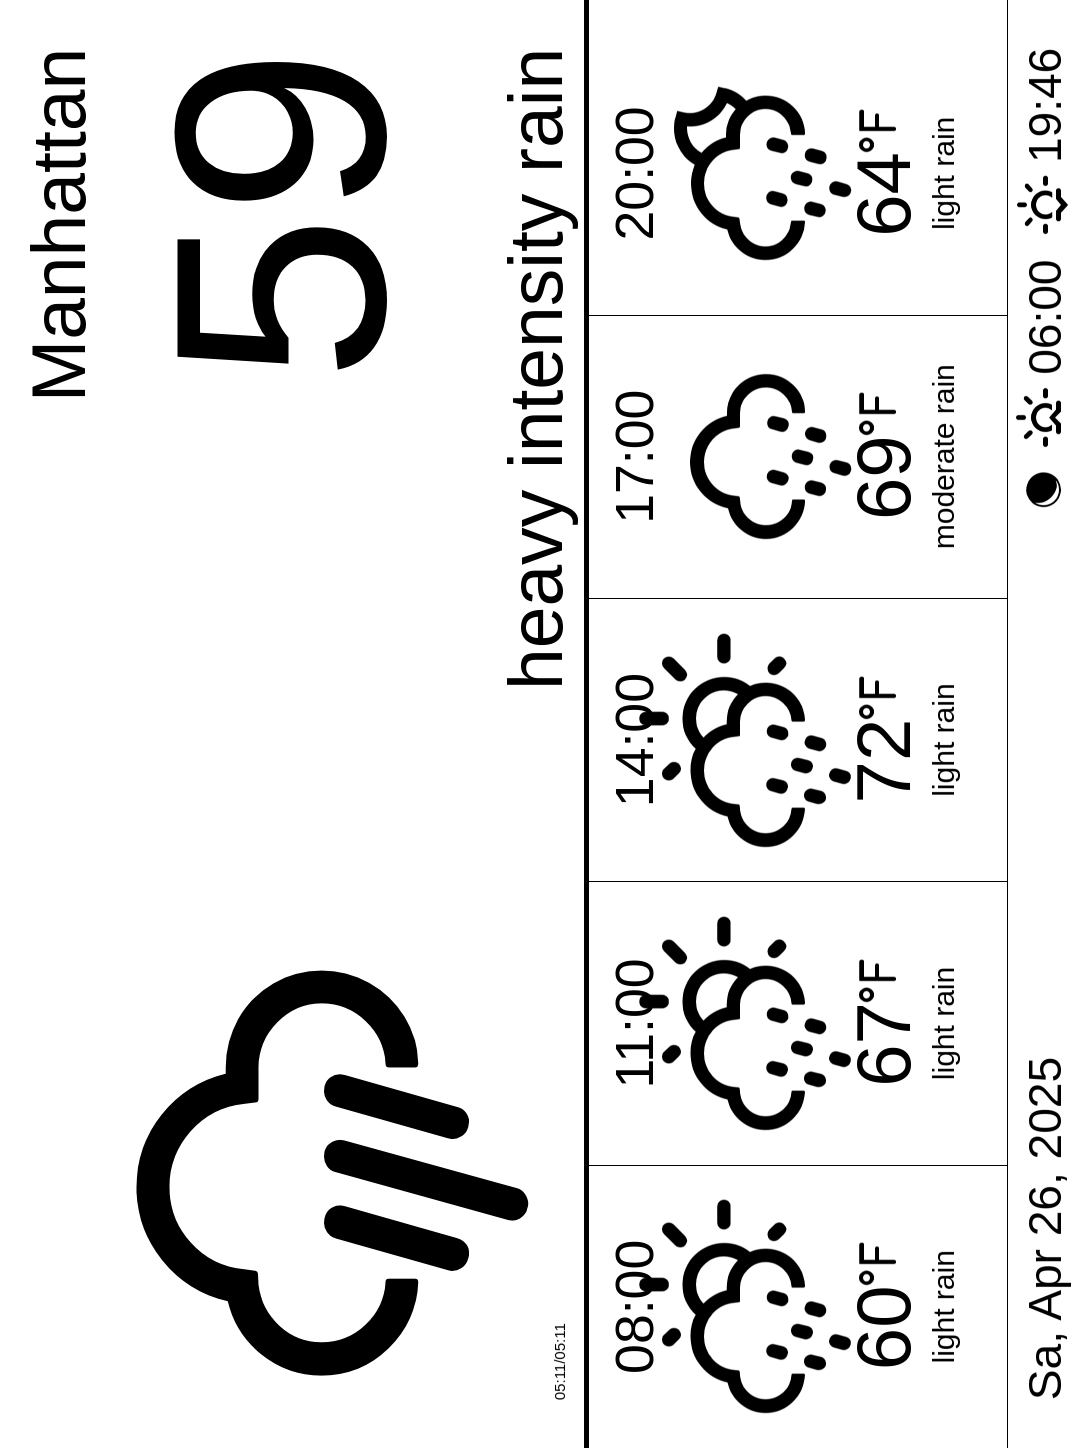 Manhattan
59
heavy intensity rain
05:11/05:11
08:00
60°F
light rain
11:00
67°F
light rain
14:00
72°F
light rain
17:00
69°F
moderate rain
20:00
64°F
light rain
Sa, Apr 26, 2025
06:00 19:46